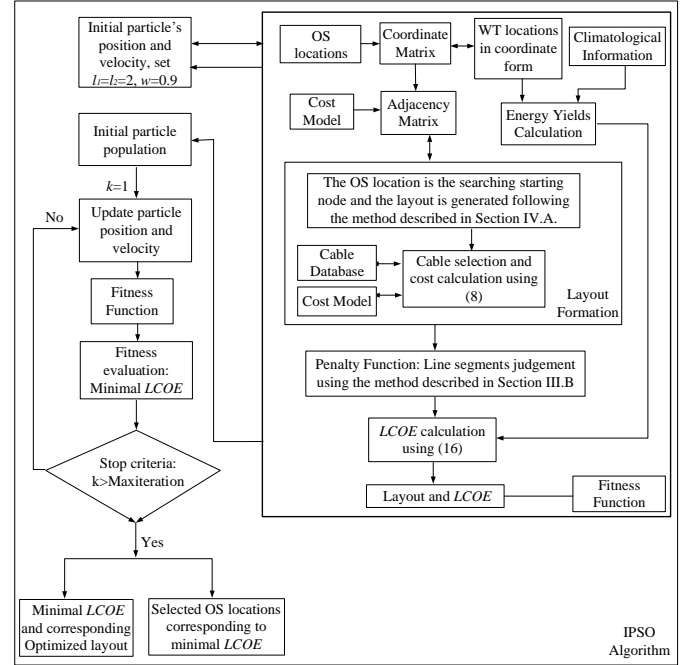 Initial particle's
position and
velocity, set
l₁=l₂=2, w=0.9
Initial particle
population
k=1
No
Update particle
position and
velocity
Fitness
Function
Fitness
evaluation:
Minimal LCOE
Stop criteria:
k>Maxiteration
Yes
Minimal LCOE
and corresponding
Optimized layout
Selected OS locations
corresponding to
minimal LCOE
OS
locations
Coordinate
Matrix
WT locations
in coordinate
form
Climatological
Information
Cost
Model
Adjacency
Matrix
Energy Yields
Calculation
The OS location is the searching starting
node and the layout is generated following
the method described in Section IV.A.
Cable
Database
Cable selection and
cost calculation using
(8)
Cost Model
Layout
Formation
Penalty Function: Line segments judgement
using the method described in Section III.B
LCOE calculation
using (16)
Layout and LCOE
Fitness
Function
IPSO
Algorithm